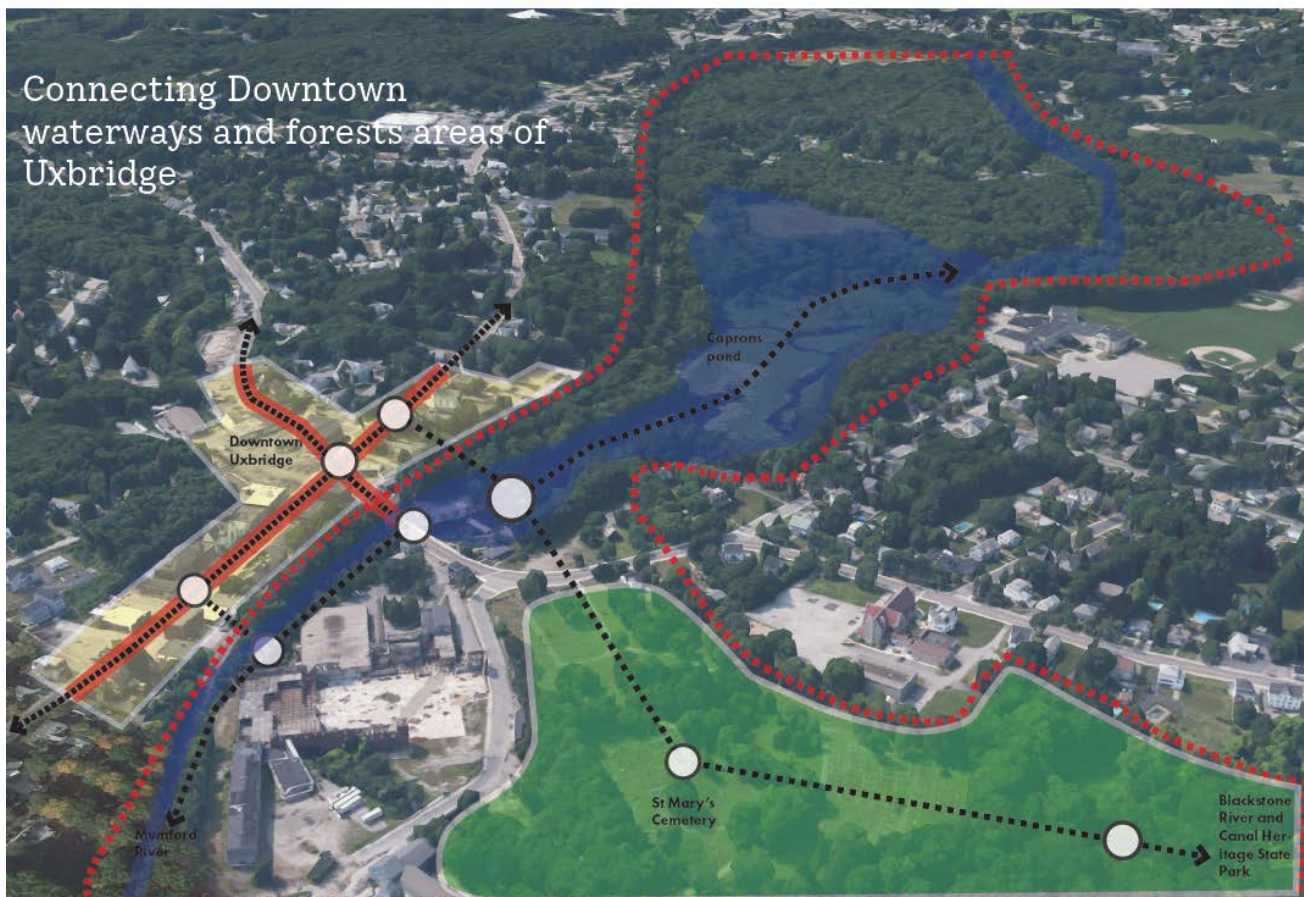 Connecting Downtown
waterways and forests areas of
Uxbridge
Caprons
pond
Downtown
Uxbridge
St Mary's
Cemetery
Blackstone
River and
Canal Her-
itage State
Park
Mumford
River